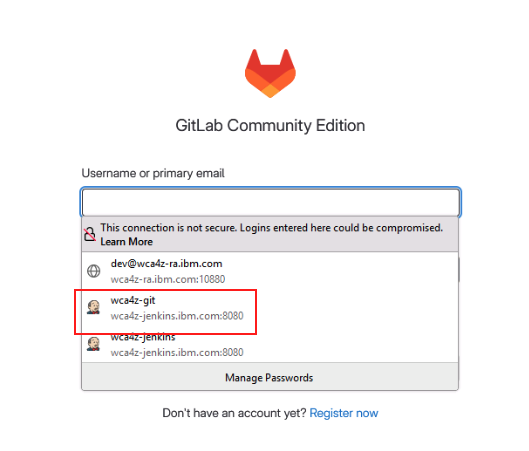 GitLab Community Edition
Username or primary email
This connection is not secure. Logins entered here could be compromised.
Learn More
dev@wca4z-ra.ibm.com
wca4z-ra.ibm.com:10880
wca4z-git
wca4z-jenkins.ibm.com:8080
wca4z-jenkins
wca4z-jenkins.ibm.com:8080
Manage Passwords
Don't have an account yet? Register now